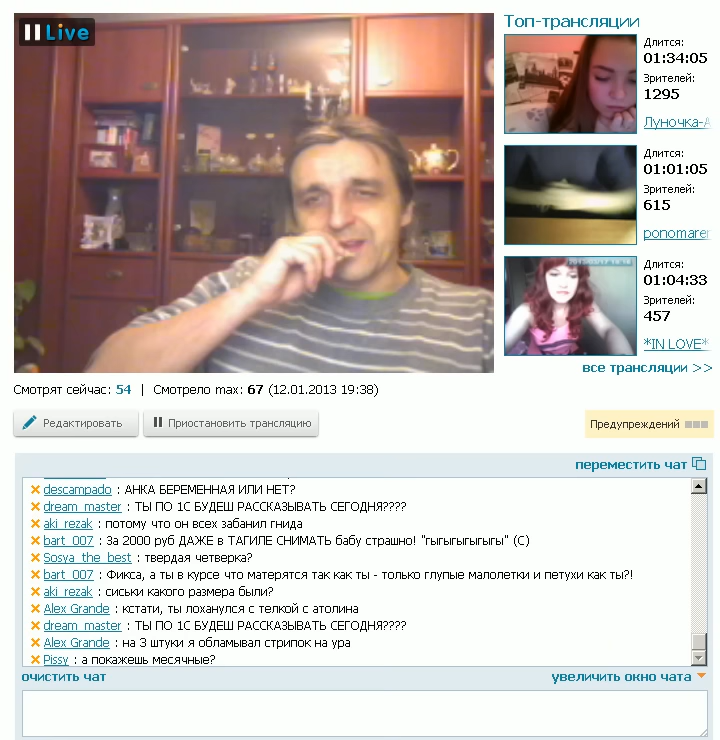 Live
Топ-трансляции
Длится:
01:34:05
Зрителей:
1295
Луночка-А
Длится:
01:01:05
Зрителей:
615
ponomarer
Длится:
01:04:33
Зрителей:
457
*IN LOVE*
все трансляции >>
Смотрят сейчас: 54 | Смотрело max: 67 (12.01.2013 19:38)
Редактировать
Приостановить трансляцию
Предупреждений
переместить чат
descampado : АНКА БЕРЕМЕННАЯ ИЛИ НЕТ?
dream_master : ТЫ ПО 1С БУДЕШ РАССКАЗЫВАТЬ СЕГОДНЯ????
aki_rezak : потому что он всех забанил гнида
bart_007 : За 2000 руб ДАЖЕ в ТАГИЛЕ СНИМАТЬ бабу страшно! "гыгыгыгыгыгы" (С)
Sosya_the_best : твердая четверка?
bart_007 : Фикса, а ты в курсе что матерятся так как ты - только глупые малолетки и петухи как ты?!
aki_rezak : сиськи какого размера были?
Alex Grande : кстати, ты лоханулся с телкой с атолина
dream_master : ТЫ ПО 1С БУДЕШ РАССКАЗЫВАТЬ СЕГОДНЯ????
Alex Grande : на 3 штуки я обламывал стрипок на ура
Pissy : а покажешь месячные?
очистить чат
увеличить окно чата